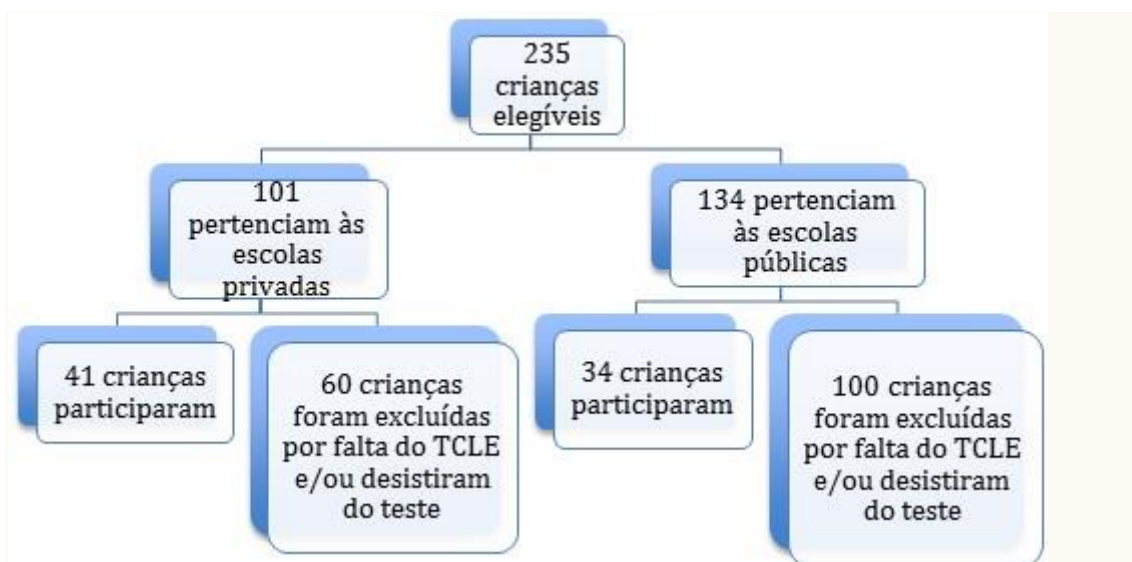 235
crianças
elegíveis
101
pertenciam às
escolas
privadas
134 pertenciam
às escolas
públicas
41 crianças
participaram
60 crianças
foram excluídas
por falta do TCLE
e/ou desistiram
do teste
34 crianças
participaram
100 crianças
foram excluídas
por falta do TCLE
e/ou desistiram
do teste